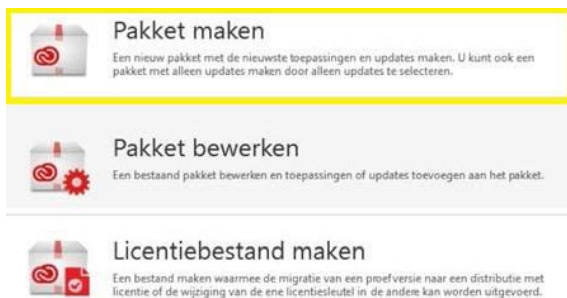 Pakket maken
Een nieuw pakket met de nieuwste toepassingen en updates maken. U kunt ook een
pakket met alleen updates maken door alleen updates te selecteren.
Pakket bewerken
Een bestaand pakket bewerken en toepassingen of updates toevoegen aan het pakket.
Licentiebestand maken
Een bestand maken waarmee de migratie van een proefversie naar een distributie met
licentie of de wijziging van de ene licentiesleutel in de andere kan worden uitgevoerd.